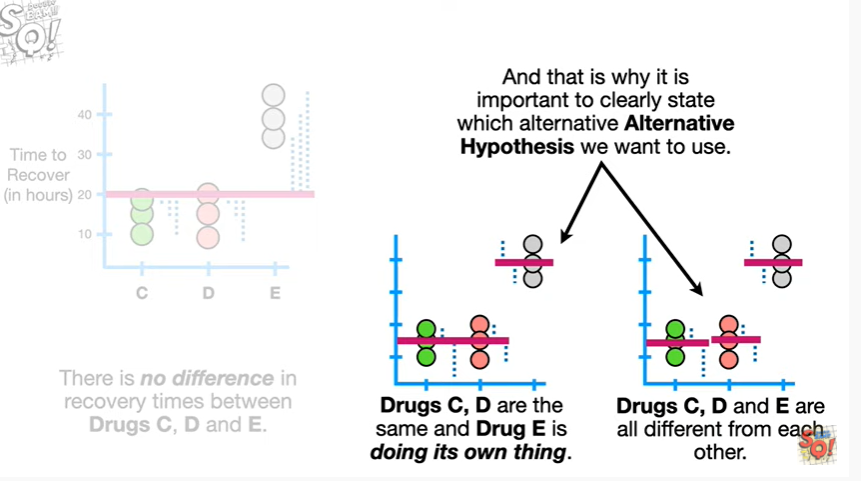 And that is why it is
important to clearly state
which alternative Alternative
Hypothesis we want to use.
40
Time to 30
Recover
(in hours) 20
10
C D E
There is no difference in
recovery times between
Drugs C, D and E.
Drugs C, D are the
same and Drug E is
doing its own thing.
Drugs C, D and E are
all different from each
other.
SQ!